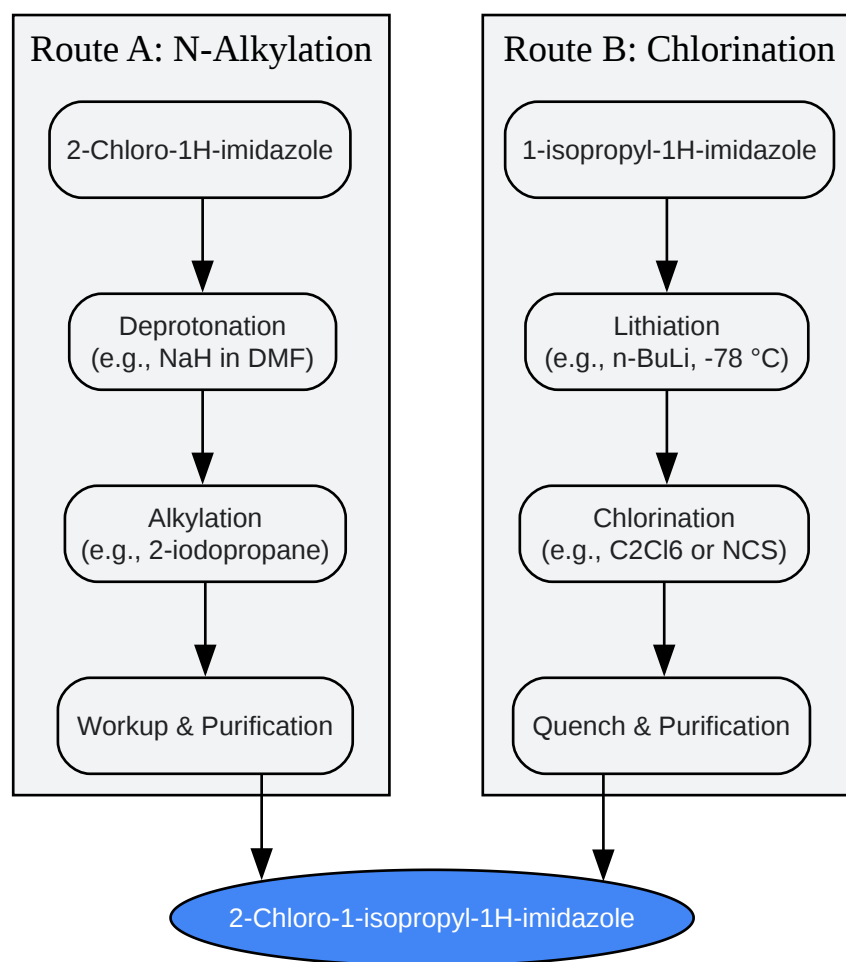 Route A: N-Alkylation
2-Chloro-1H-imidazole
Deprotonation
(e.g., NaH in DMF)
Alkylation
(e.g., 2-iodopropane)
Workup & Purification
Route B: Chlorination
1-isopropyl-1H-imidazole
Lithiation
(e.g., n-BuLi, -78 °C)
Chlorination
(e.g., C2Cl6 or NCS)
Quench & Purification
2-Chloro-1-isopropyl-1H-imidazole